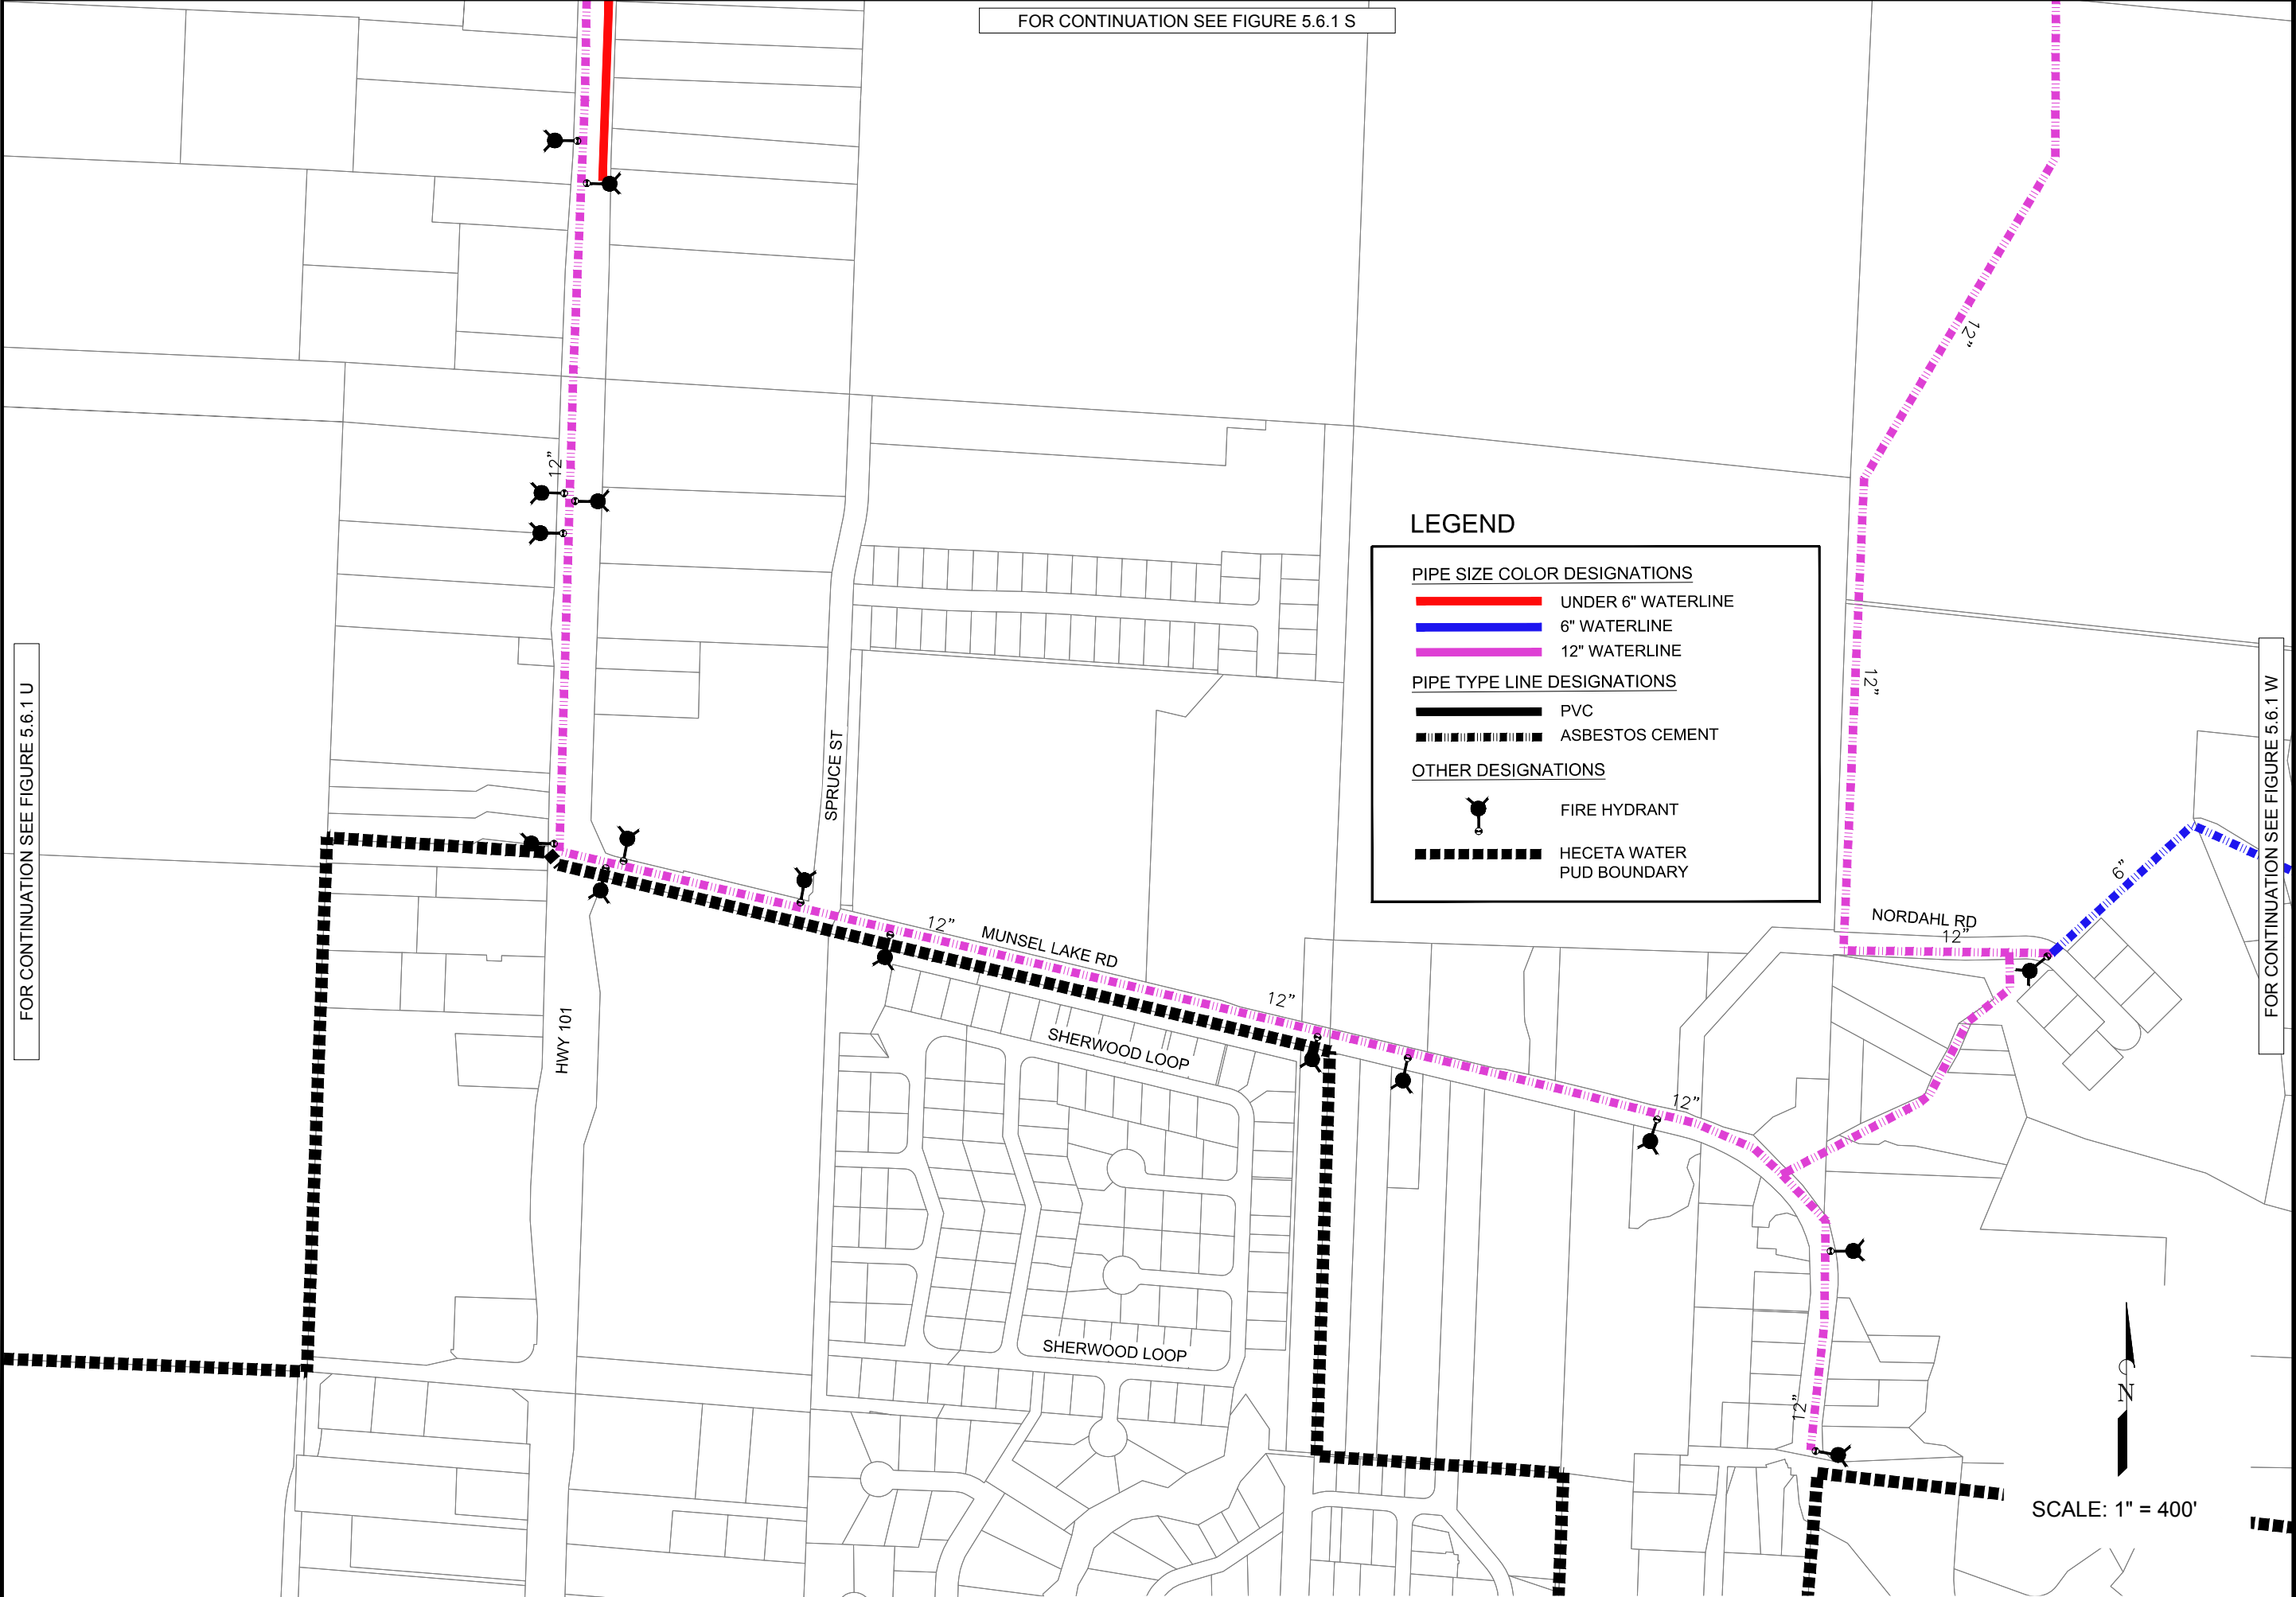 FOR CONTINUATION SEE FIGURE 5.6.1 S
12"
12"
LEGEND
PIPE SIZE COLOR DESIGNATIONS
UNDER 6" WATERLINE
6" WATERLINE
12" WATERLINE
PIPE TYPE LINE DESIGNATIONS
PVC
ASBESTOS CEMENT
OTHER DESIGNATIONS
FIRE HYDRANT
HECETA WATER
PUD BOUNDARY
12"
FOR CONTINUATION SEE FIGURE 5.6.1 U
FOR CONTINUATION SEE FIGURE 5.6.1 W
SPRUCE ST
6"
NORDAHL RD
12"
12"
MUNSEL LAKE RD
12"
HWY 101
SHERWOOD LOOP
12"
SHERWOOD LOOP
12"
N
SCALE: 1" = 400'